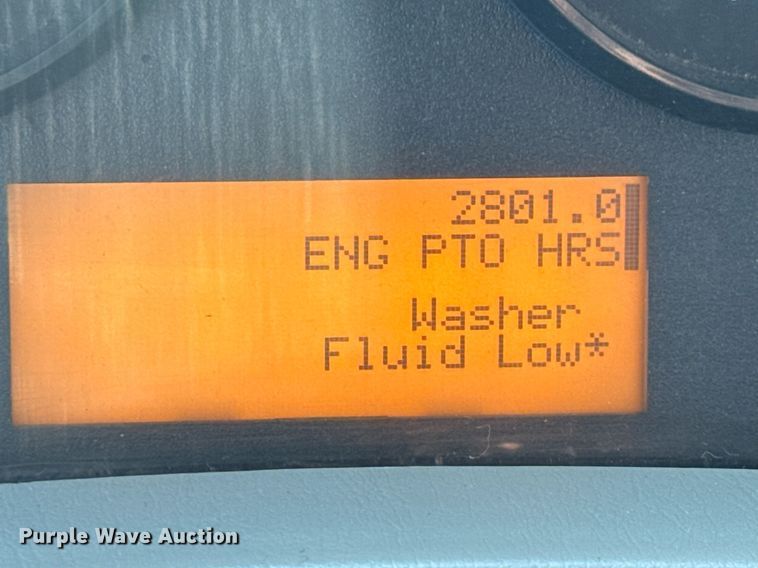 2801.0
ENG PTO HRS
Washer
Fluid Low*
Purple Wave Auction